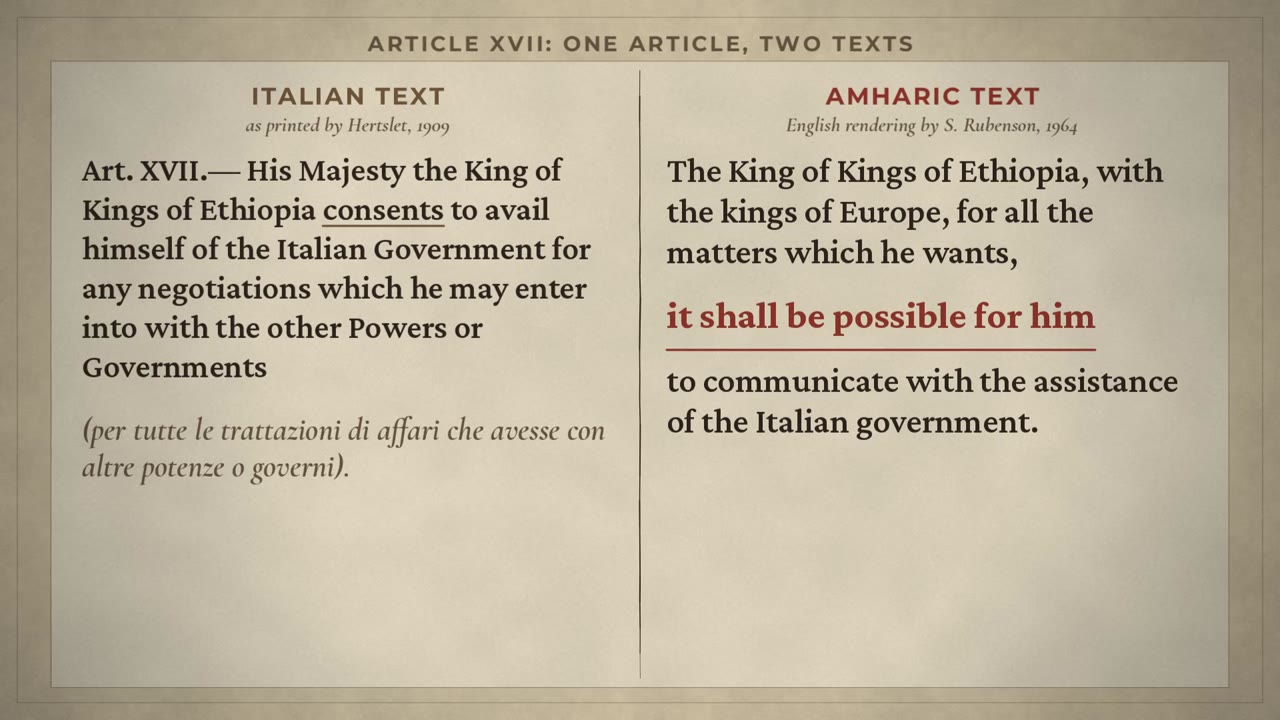 ARTICLE XVII: ONE ARTICLE, TWO TEXTS
ITALIAN TEXT
as printed by Hertslet, 1909
Art. XVII.— His Majesty the King of
Kings of Ethiopia consents to avail
himself of the Italian Government for
any negotiations which he may enter
into with the other Powers or
Governments
(per tutte le trattazioni di affari che avesse con
altre potenze o governi).
AMHARIC TEXT
English rendering by S. Rubenson, 1964
The King of Kings of Ethiopia, with
the kings of Europe, for all the
matters which he wants,
it shall be possible for him
to communicate with the assistance
of the Italian government.